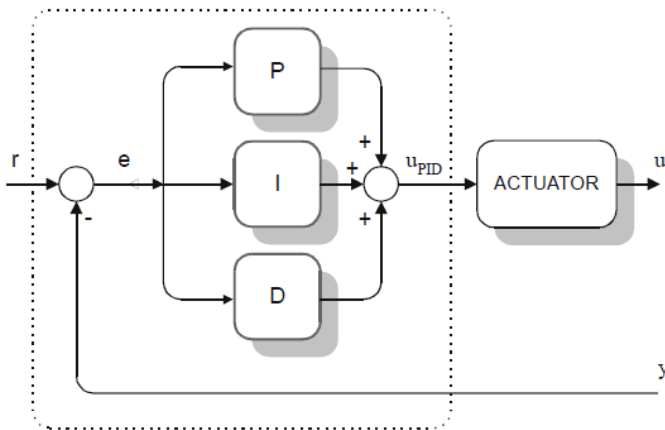 P
r
e
+
u_PID
u
+
I
ACTUATOR
-
+
D
y